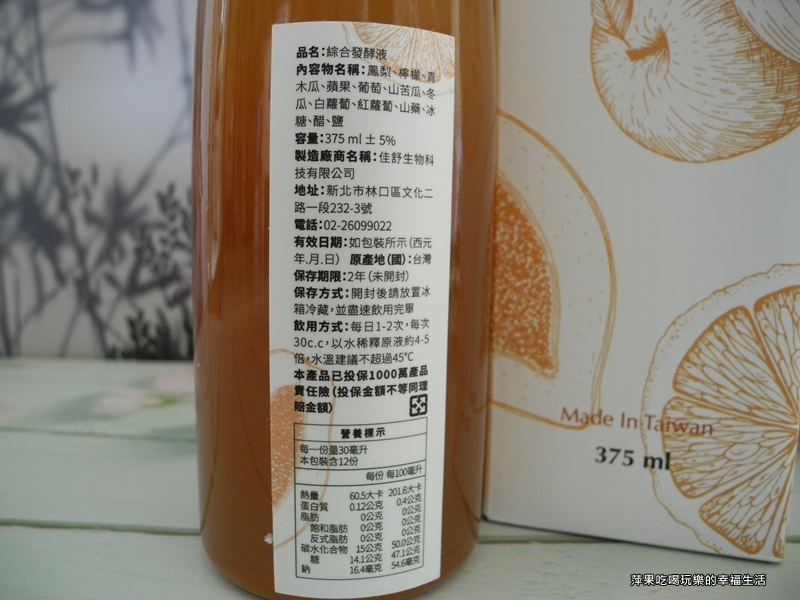 品名:綜合發酵液
內容物名稱:鳳梨、檸檬、青
木瓜、蘋果、葡萄、山苦瓜、冬
瓜、白蘿蔔、紅蘿蔔、山藥、冰
糖、醋、鹽
容量:375 ml ± 5%
製造廠商名稱:佳舒生物科
技有限公司
地址:新北市林口區文化二
路一段232-3號
電話:02-26099022
有效日期:如包裝所示(西元
年.月.日) 原產地(國):台灣
保存期限:2年(未開封)
保存方式:開封後請放置冰
箱冷藏,並盡速飲用完畢
飲用方式:每日1-2次,每次
30c.c,以水稀釋原液約4-5
倍,水溫建議不超過45°C
本產品已投保1000萬產品
責任險(投保金額不等同理
賠金額)
營養標示
每一份量30毫升
本包裝含12份
每份 每100毫升
熱量 60.5大卡 201.6大卡
蛋白質 0.12公克 0.4公克
脂肪 0公克 0公克
飽和脂肪 0公克 0公克
反式脂肪 0公克 0公克
碳水化合物 15公克 50.0公克
糖 14.1公克 47.1公克
鈉 16.4毫克 54.6毫克
Made In Taiwan
375 ml
萍果吃喝玩樂的幸福生活